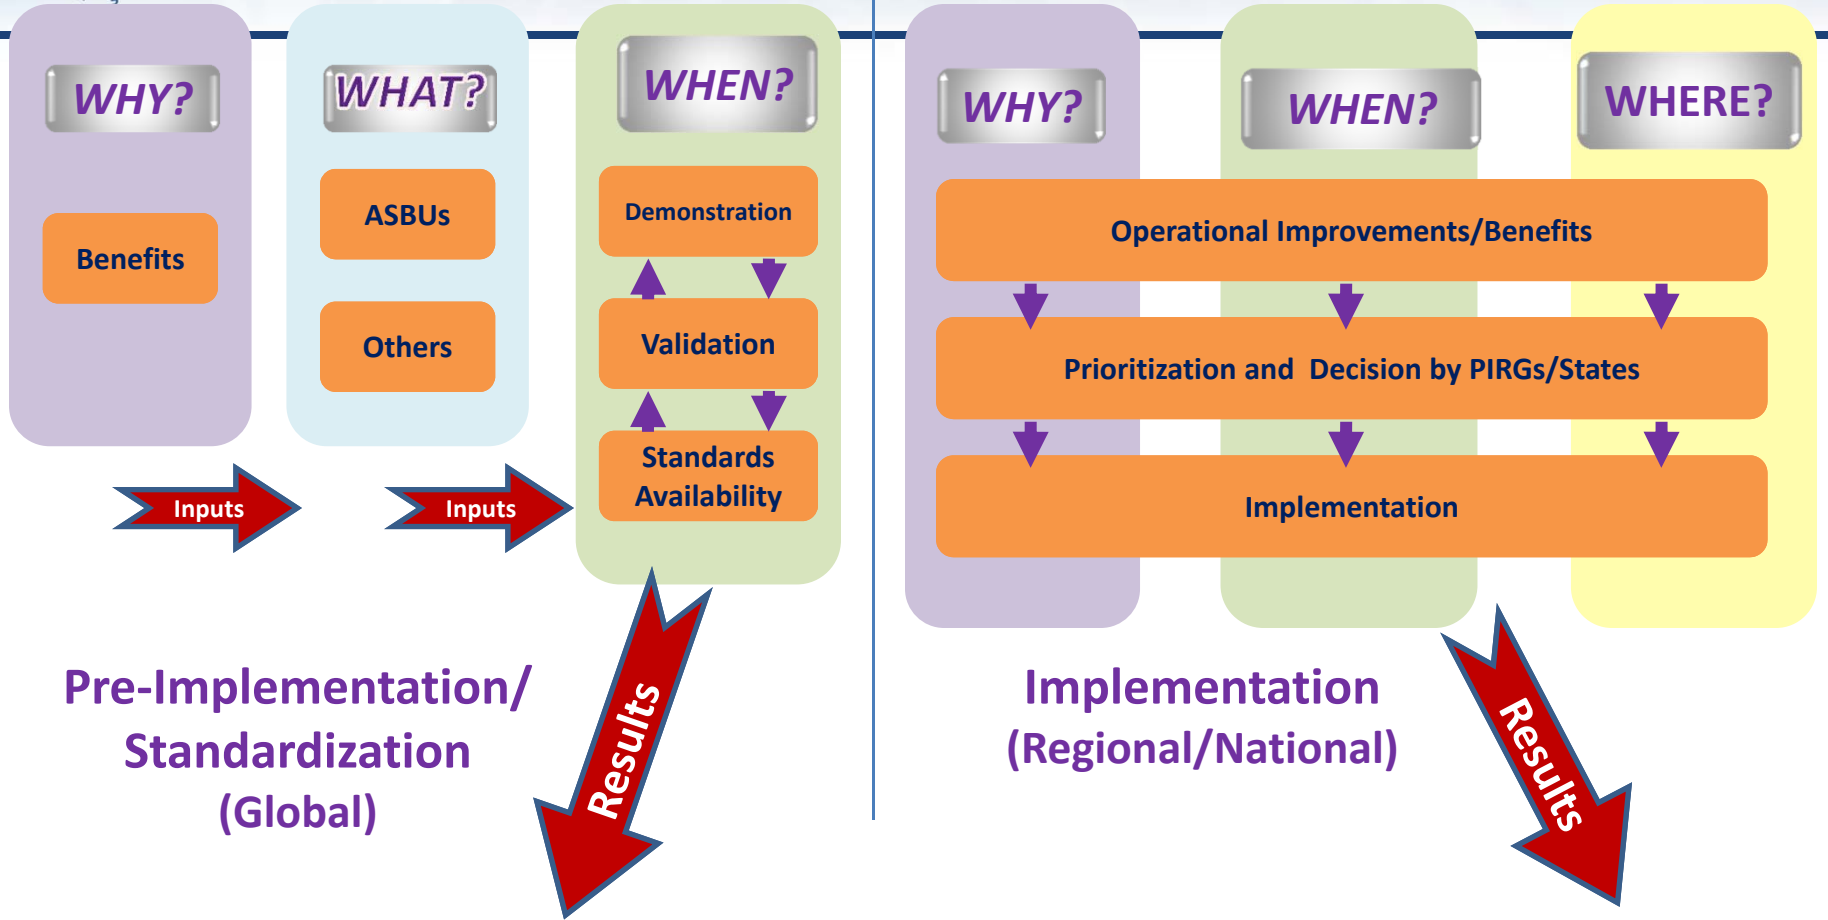 WHY?
Benefits
WHAT?
ASBUs
Others
WHEN?
Demonstration
Validation
Standards
Availability
Inputs
Inputs
Results
Pre-Implementation/
Standardization
(Global)
WHY?
WHEN?
WHERE?
Operational Improvements/Benefits
Prioritization and Decision by PIRGs/States
Implementation
Implementation
(Regional/National)
Results